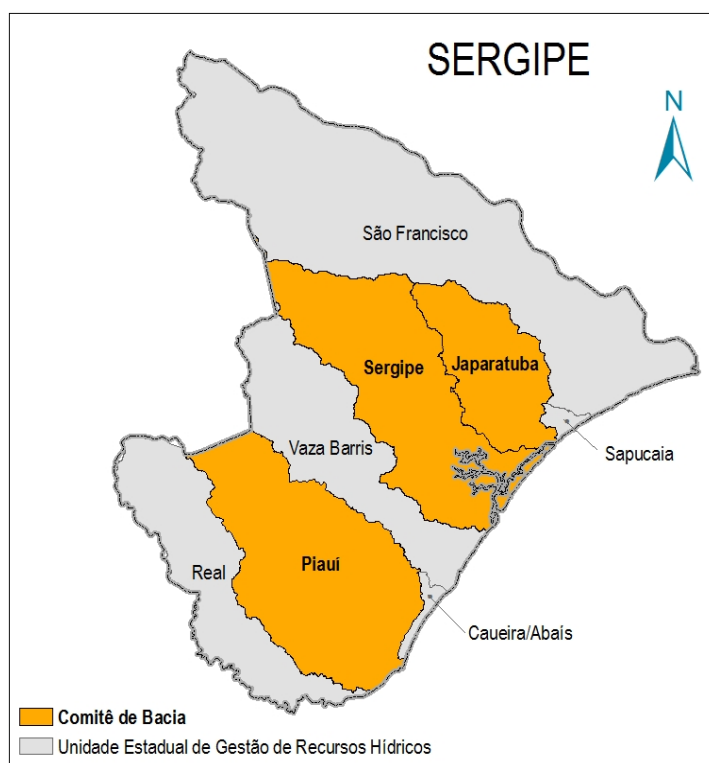 SERGIPE
N
São Francisco
Sergipe
Japaratuba
Vaza Barris
Sapucaia
Real
Piauí
Caueira/Abaís
Comitê de Bacia
Unidade Estadual de Gestão de Recursos Hídricos